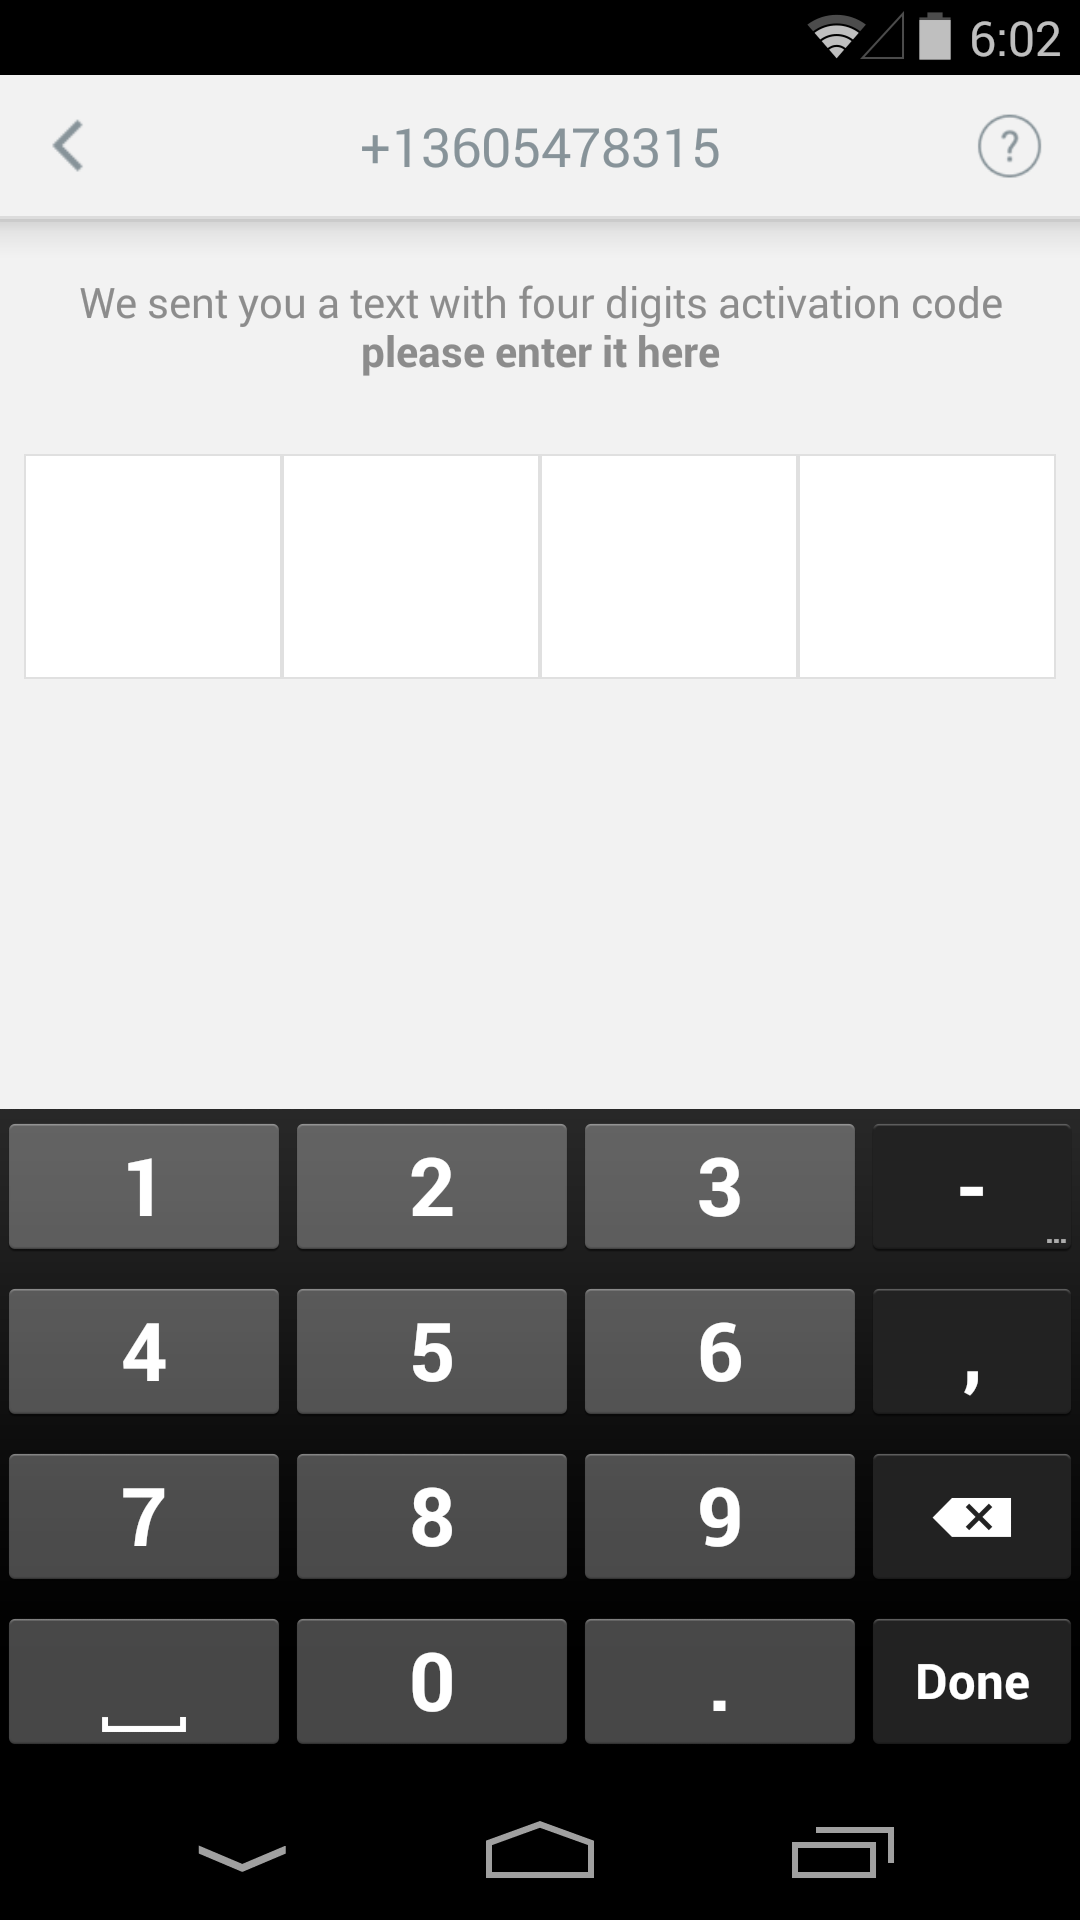 6:02
+13605478315
?
We sent you a text with four digits activation code
please enter it here
1 2 3 -
...
4 5 6 ,
7 8 9
0 . Done